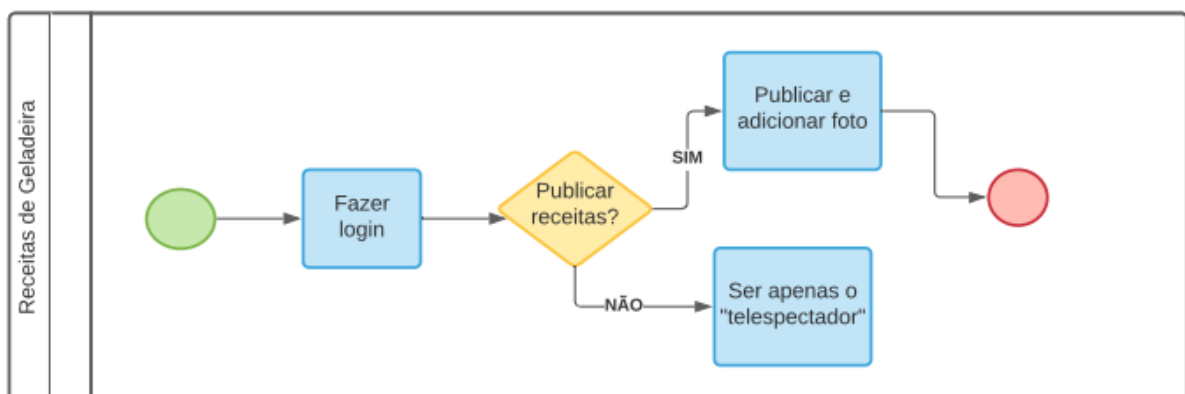 Receitas de Geladeira
Fazer
login
Publicar
receitas?
SIM
Publicar e
adicionar foto
NÃO
Ser apenas o
"telespectador"